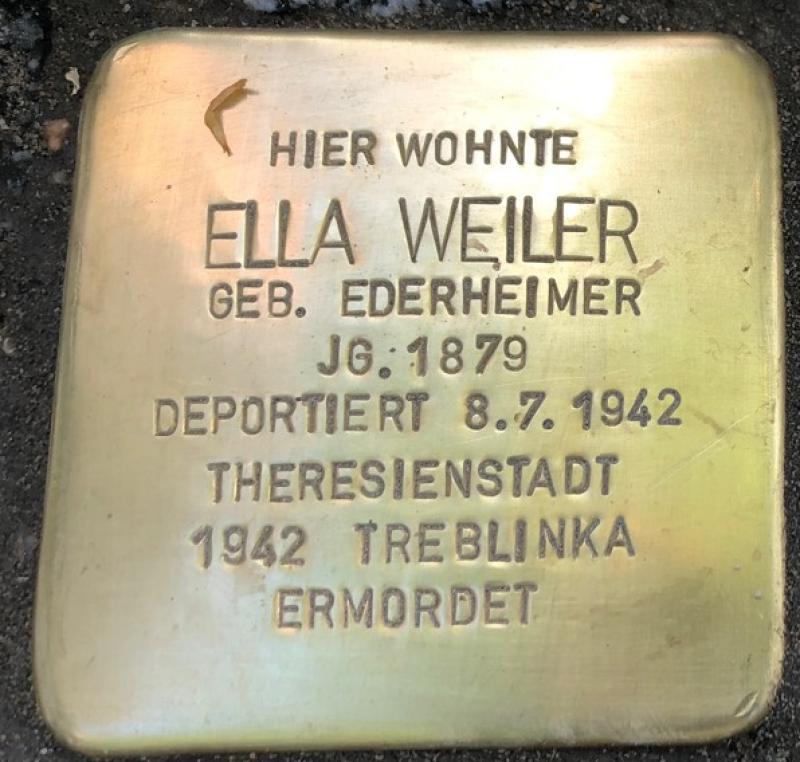 HIER WOHNTE
ELLA WEILER
GEB. EDERHEIMER
JG. 1879
DEPORTIERT 8.7.1942
THERESIENSTADT
1942 TREBLINKA
ERMORDET